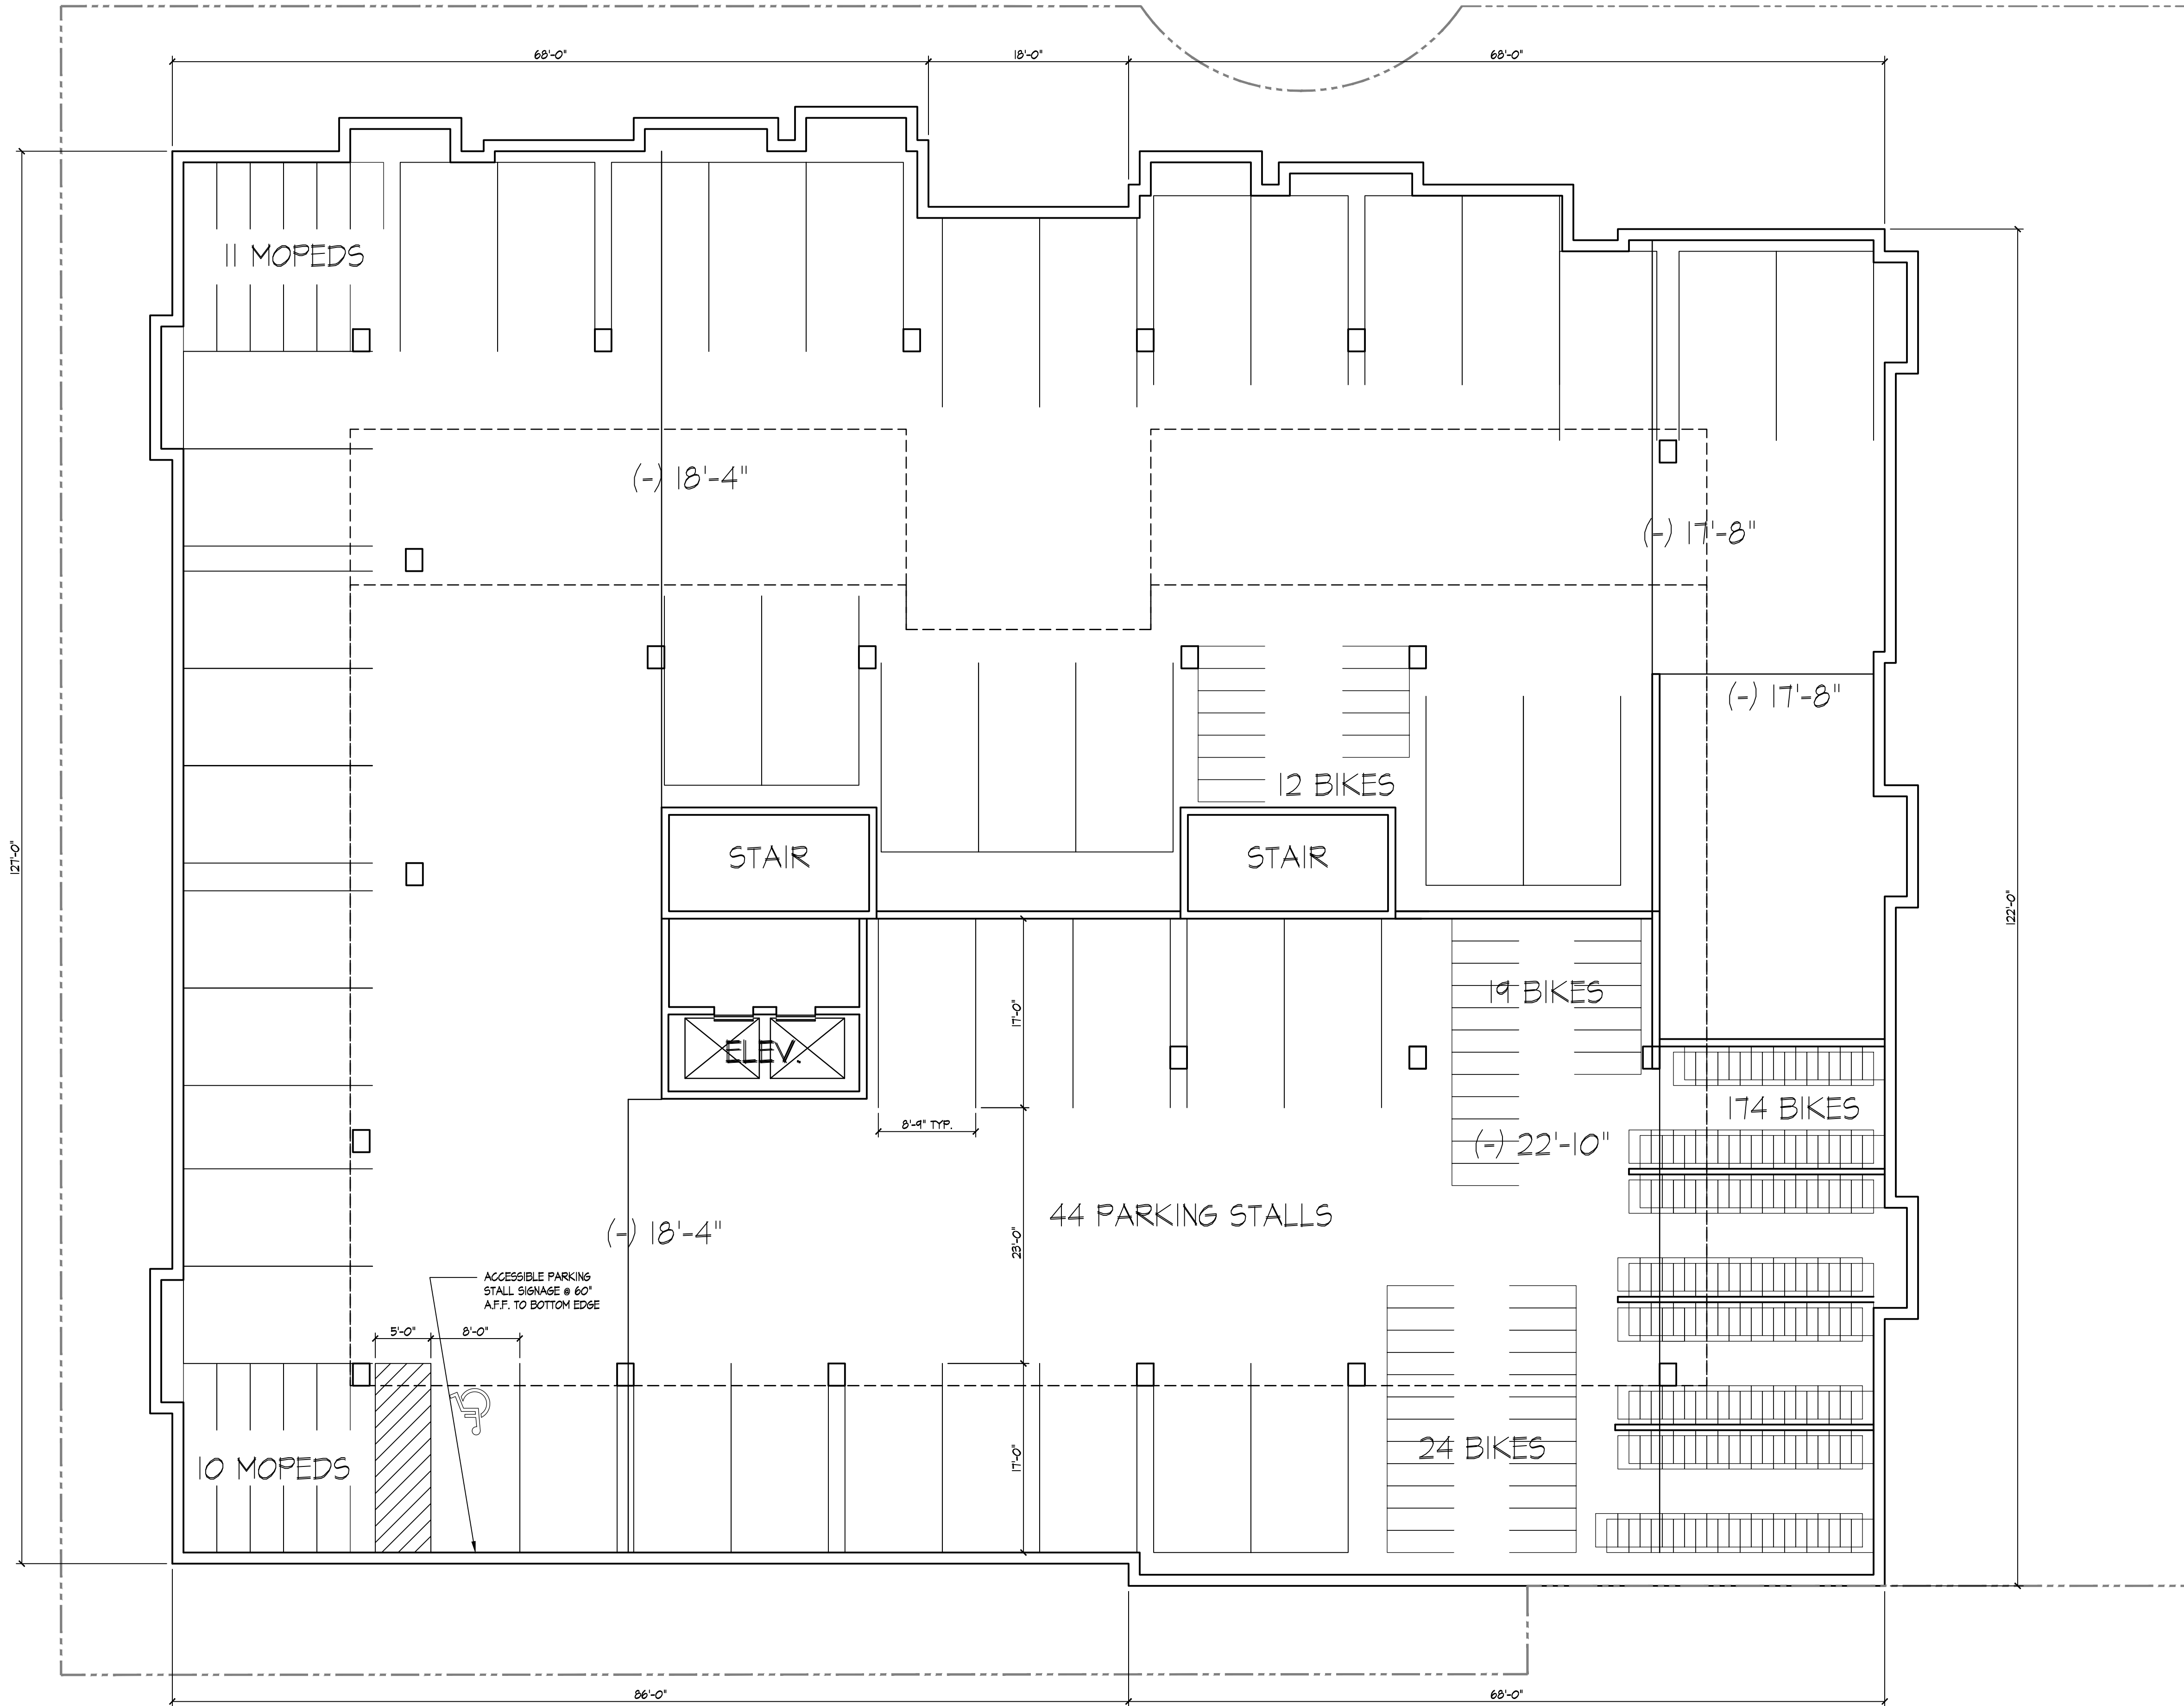 68'-0"
18'-0"
68'-0"
11 MOPEDS
(-) 18'-4"
(-) 17'-8"
(-) 17'-8"
12 BIKES
127'-0"
STAIR
STAIR
122'-0"
19 BIKES
17'-0"
ELEV.
174 BIKES
8'-9" TYP.
(-) 22'-10"
44 PARKING STALLS
(-) 18'-4"
23'-0"
ACCESSIBLE PARKING
STALL SIGNAGE @ 60"
A.F.F. TO BOTTOM EDGE
5'-0"
8'-0"
24 BIKES
17'-0"
10 MOPEDS
86'-0"
68'-0"